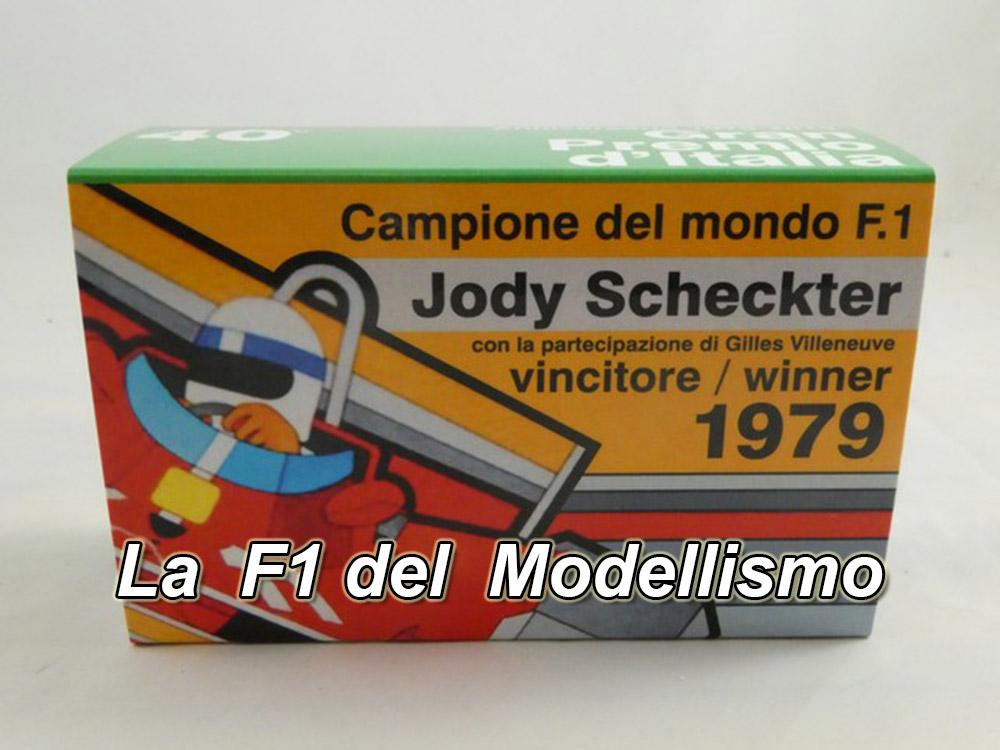 40°
Gran
Premio
d'Italia
Campione del mondo F.1
Jody Scheckter
con la partecipazione di Gilles Villeneuve
vincitore / winner
1979
La F1 del Modellismo